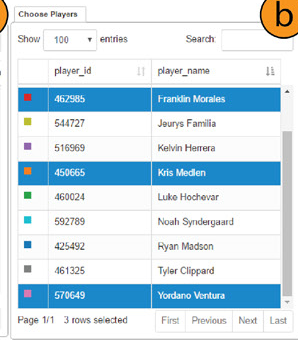 Choose Players
b
Show 100 entries Search:
player_id player_name
462985 Franklin Morales
544727 Jeurys Familia
516969 Kelvin Herrera
450665 Kris Medlen
460024 Luke Hochevar
592789 Noah Syndergaard
425492 Ryan Madson
461325 Tyler Clippard
570649 Yordano Ventura
Page 1/1 3 rows selected First Previous Next Last